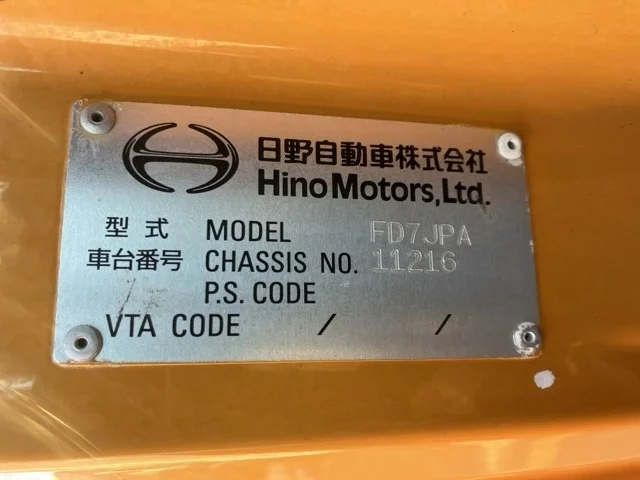 日野自動車株式会社
Hino Motors, Ltd.
型式 MODEL FD7JPA
車台番号 CHASSIS NO. 11216
P.S. CODE
VTA CODE / /